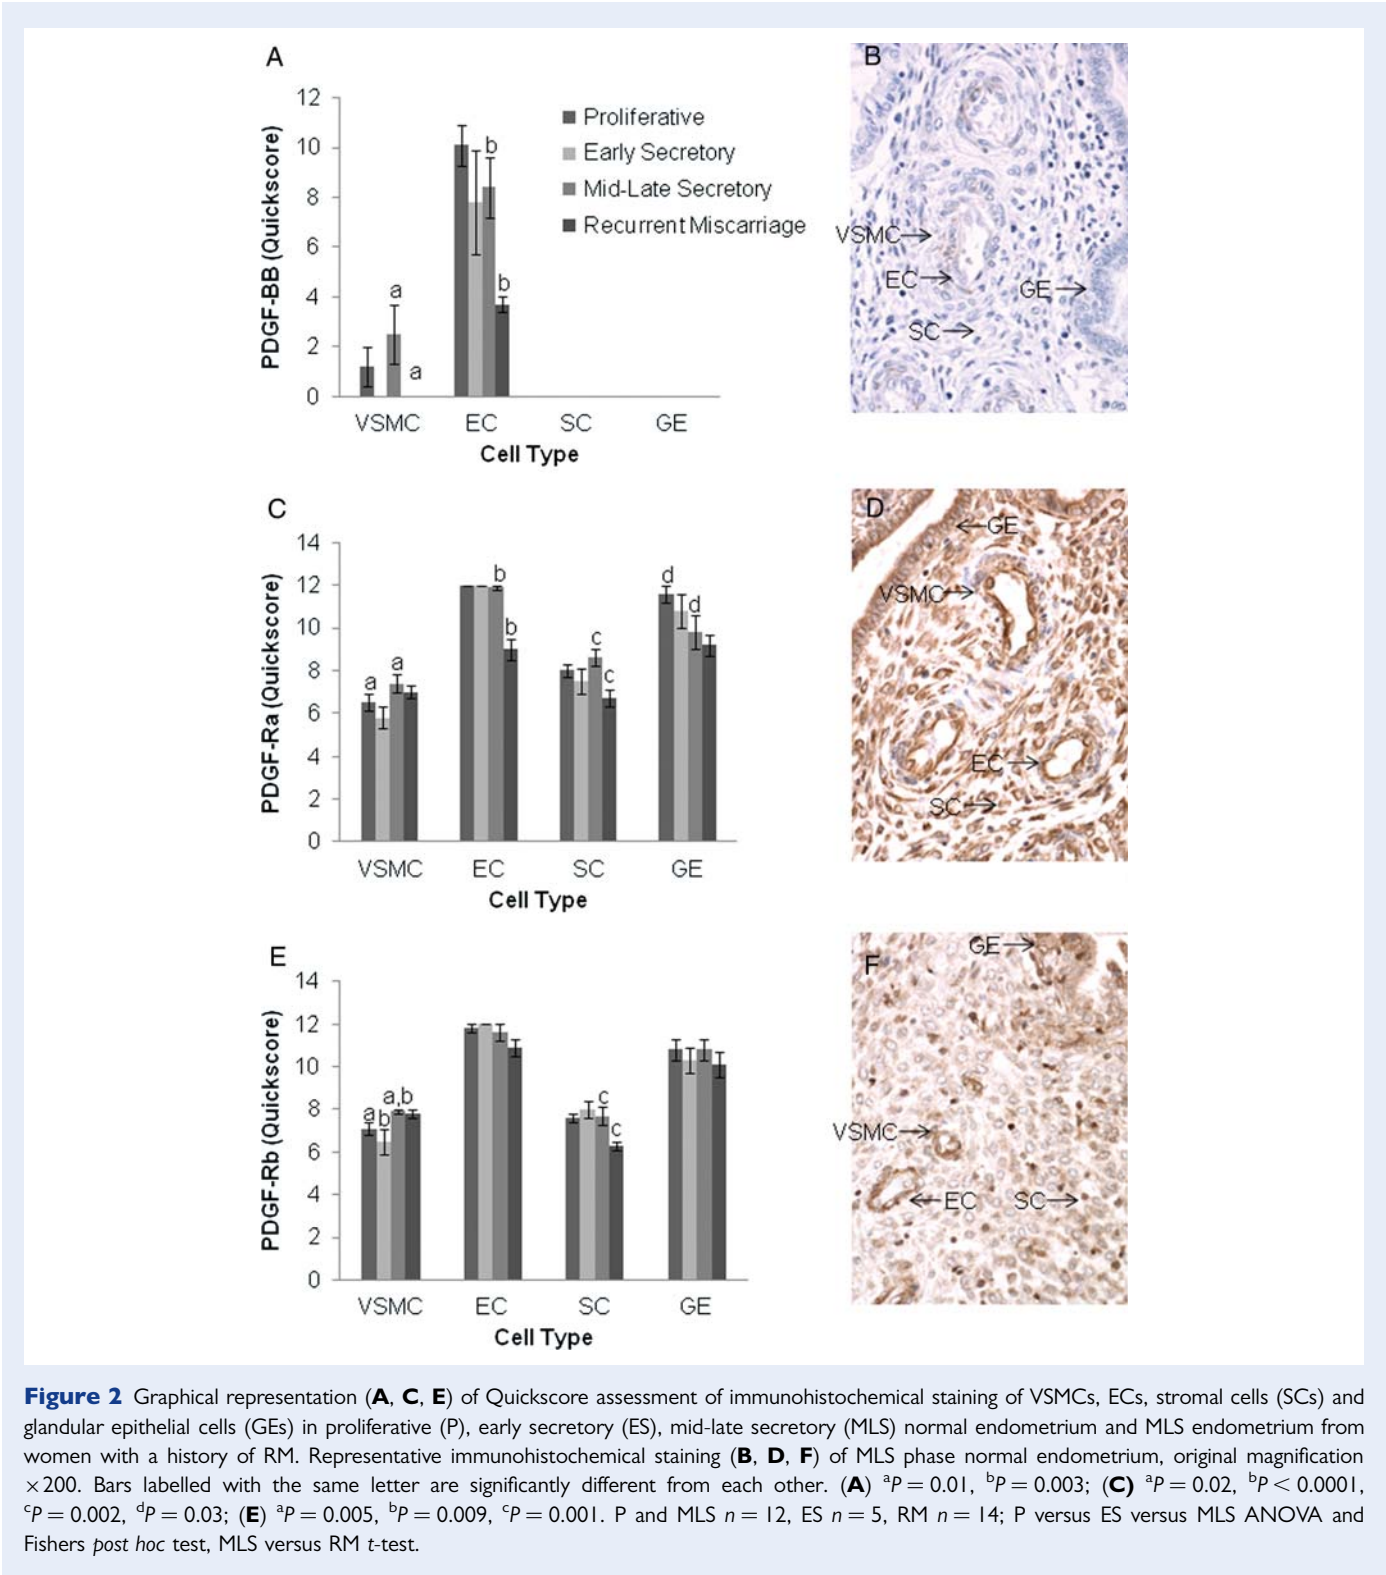 A
PDGF-BB (Quickscore)
12
10
8
6
4
2
0
a
a
b
b
Proliferative
Early Secretory
Mid-Late Secretory
Recurrent Miscarriage
VSMC EC SC GE
Cell Type
B
VSMC
EC
GE
SC
C
PDGF-Ra (Quickscore)
14
12
10
8
6
4
2
0
a
a
b
b
c
c
d
d
VSMC EC SC GE
Cell Type
D
GE
VSMC
EC
SC
E
PDGF-Rb (Quickscore)
14
12
10
8
6
4
2
0
a
b
a,b
c
c
VSMC EC SC GE
Cell Type
F
GE
VSMC
EC SC
Figure 2 Graphical representation (A, C, E) of Quickscore assessment of immunohistochemical staining of VSMCs, ECs, stromal cells (SCs) and
glandular epithelial cells (GEs) in proliferative (P), early secretory (ES), mid-late secretory (MLS) normal endometrium and MLS endometrium from
women with a history of RM. Representative immunohistochemical staining (B, D, F) of MLS phase normal endometrium, original magnification
×200. Bars labelled with the same letter are significantly different from each other. (A) ᵃP = 0.01, ᵇP = 0.003; (C) ᵃP = 0.02, ᵇP < 0.0001,
ᶜP = 0.002, ᵈP = 0.03; (E) ᵃP = 0.005, ᵇP = 0.009, ᶜP = 0.001. P and MLS n = 12, ES n = 5, RM n = 14; P versus ES versus MLS ANOVA and
Fishers post hoc test, MLS versus RM t-test.